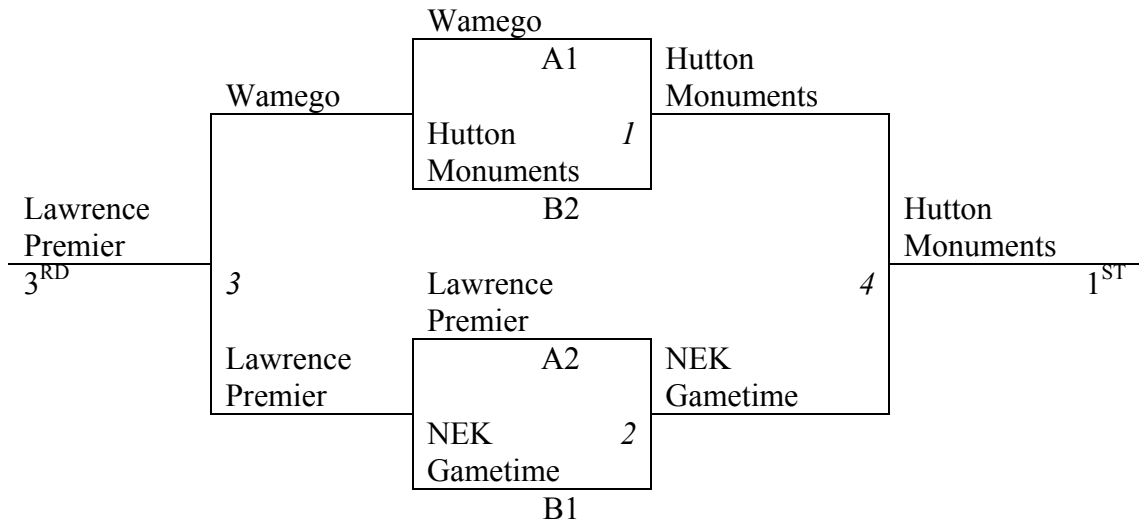 Wamego
A1
Hutton
Monuments
Wamego
Hutton
Monuments
1
B2
Lawrence
Premier
3RD
Hutton
Monuments
1ST
3
Lawrence
Premier
4
A2
Lawrence
Premier
NEK
Gametime
NEK
Gametime
2
B1